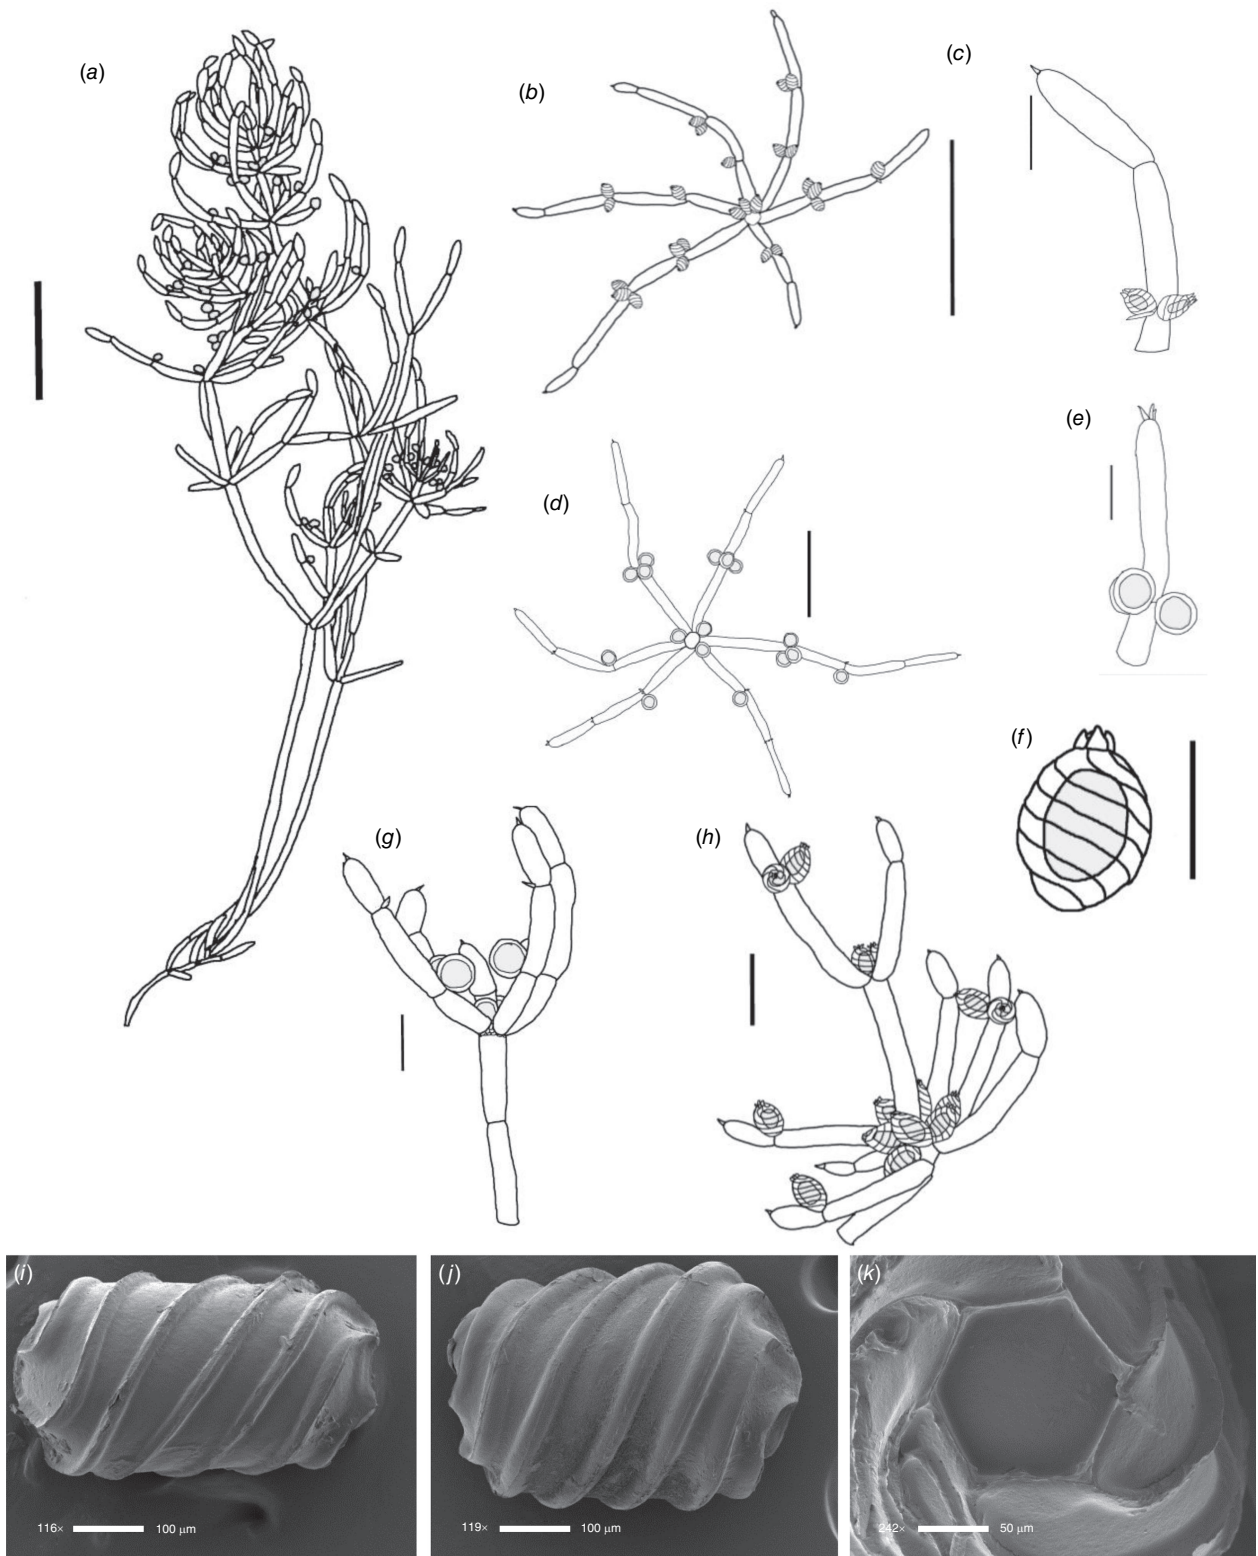 (a)
(b)
(c)
(d)
(e)
(f)
(g)
(h)
(i)
116× 100 µm
(j)
119× 100 µm
(k)
242× 50 µm